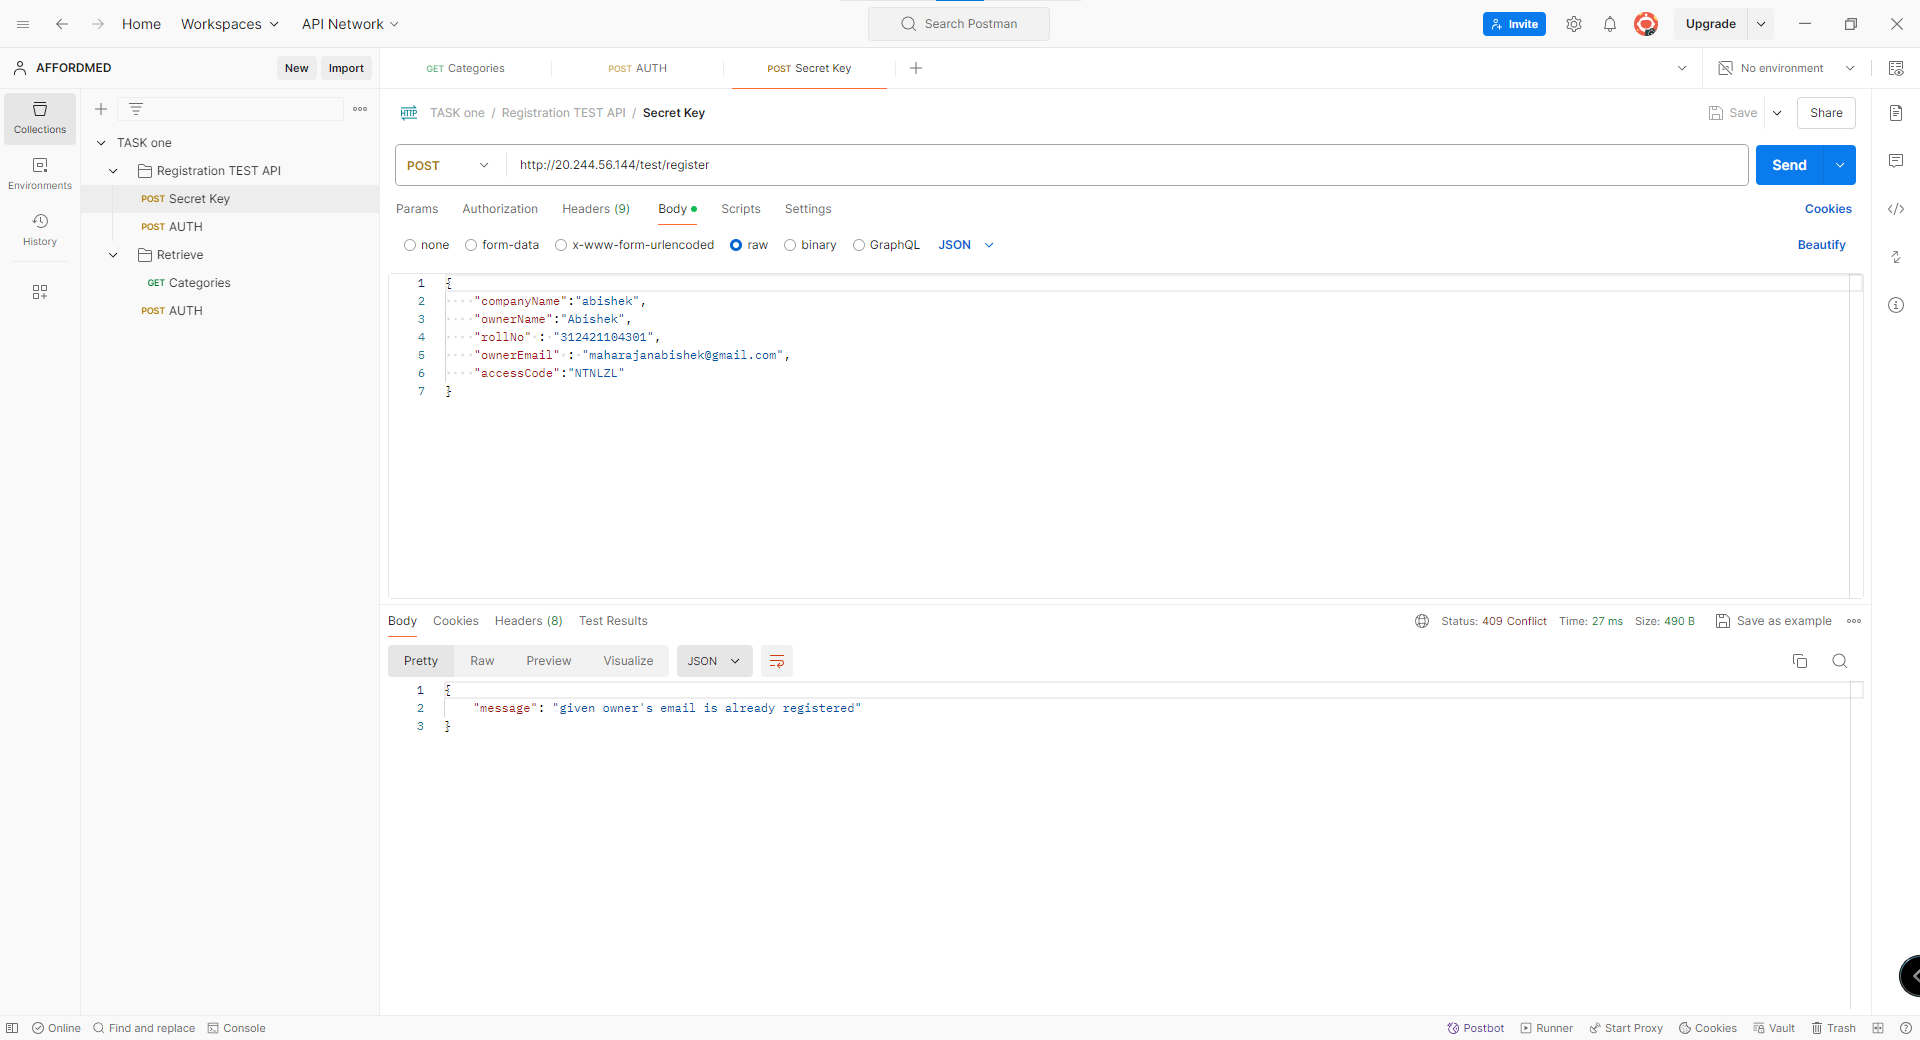 Home Workspaces API Network Search Postman Invite Upgrade
AFFORDMED New Import GET Categories POST AUTH POST Secret Key No environment
Collections
Environments
History
TASK one
Registration TEST API
POST Secret Key
POST AUTH
Retrieve
GET Categories
POST AUTH
HTTP TASK one / Registration TEST API / Secret Key Save Share
POST http://20.244.56.144/test/register Send
Params Authorization Headers (9) Body Scripts Settings Cookies
none form-data x-www-form-urlencoded raw binary GraphQL JSON Beautify
1 {
2 "companyName":"abishek",
3 "ownerName":"Abishek",
4 "rollNo" : "312421104301",
5 "ownerEmail" : "maharajanabishek@gmail.com",
6 "accessCode":"NTNLZL"
7 }
Body Cookies Headers (8) Test Results Status: 409 Conflict Time: 27 ms Size: 490 B Save as example
Pretty Raw Preview Visualize JSON
1 {
2 "message": "given owner's email is already registered"
3 }
Online Find and replace Console Postbot Runner Start Proxy Cookies Vault Trash